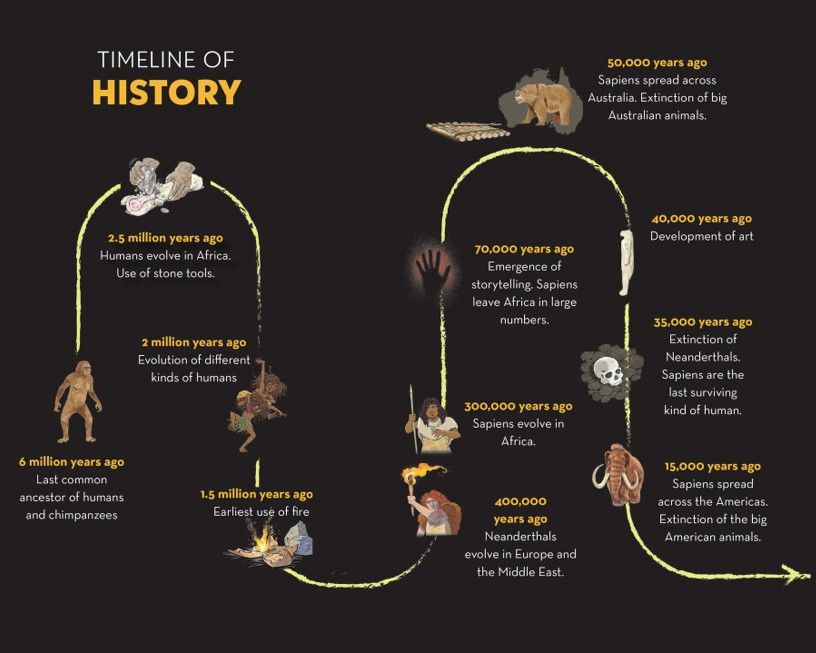 TIMELINE OF
HISTORY
6 million years ago
Last common
ancestor of humans
and chimpanzees
2.5 million years ago
Humans evolve in Africa.
Use of stone tools.
2 million years ago
Evolution of different
kinds of humans
1.5 million years ago
Earliest use of fire
400,000
years ago
Neanderthals
evolve in Europe and
the Middle East.
300,000 years ago
Sapiens evolve in
Africa.
70,000 years ago
Emergence of
storytelling. Sapiens
leave Africa in large
numbers.
50,000 years ago
Sapiens spread across
Australia. Extinction of big
Australian animals.
40,000 years ago
Development of art
35,000 years ago
Extinction of
Neanderthals.
Sapiens are the
last surviving
kind of human.
15,000 years ago
Sapiens spread
across the Americas.
Extinction of the big
American animals.